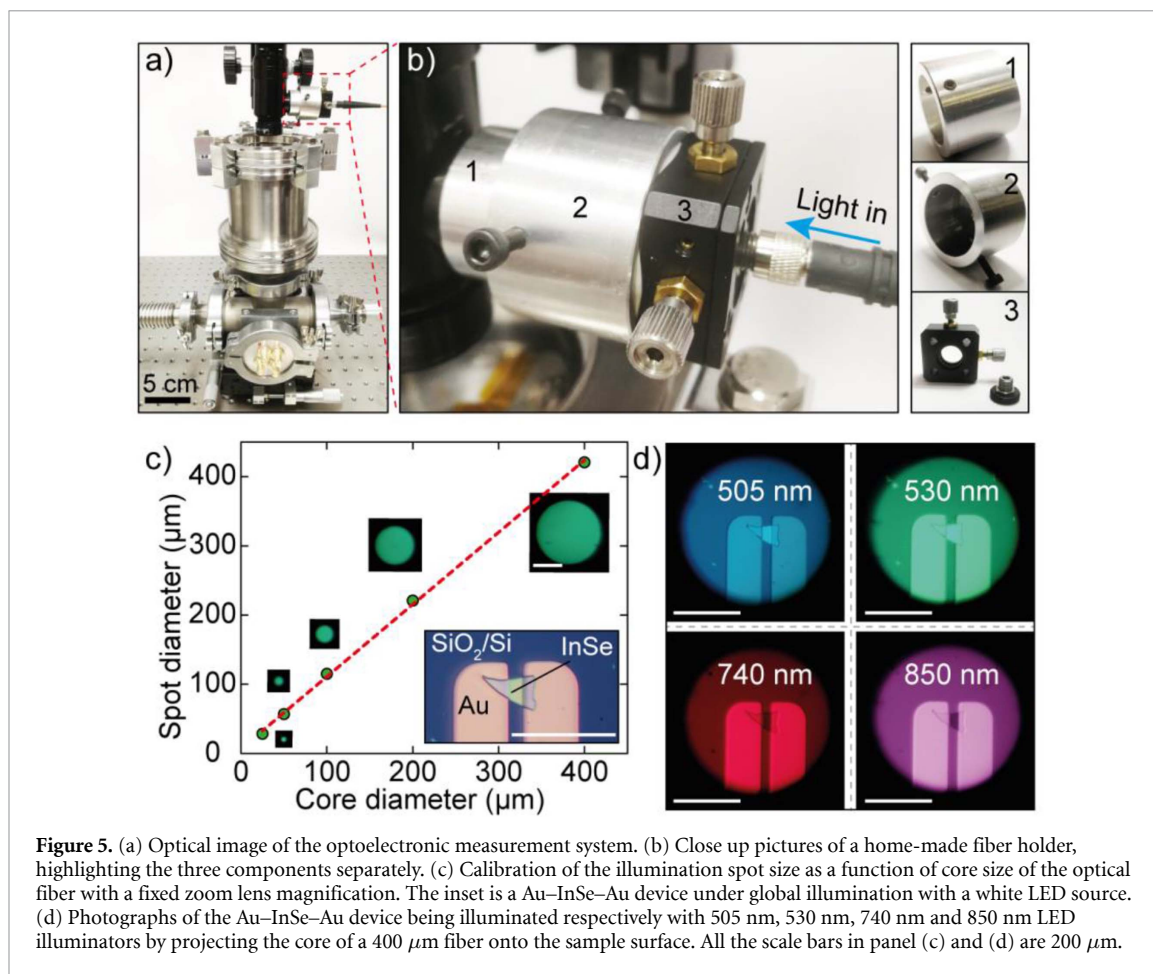 a)
5 cm
b)
1
2
3
Light in
1
2
3
c)
Spot diameter (µm)
400
300
200
100
0
0 100 200 300 400
Core diameter (µm)
SiO2/Si
InSe
Au
d)
505 nm
530 nm
740 nm
850 nm
Figure 5. (a) Optical image of the optoelectronic measurement system. (b) Close up pictures of a home-made fiber holder,
highlighting the three components separately. (c) Calibration of the illumination spot size as a function of core size of the optical
fiber with a fixed zoom lens magnification. The inset is a Au–InSe–Au device under global illumination with a white LED source.
(d) Photographs of the Au–InSe–Au device being illuminated respectively with 505 nm, 530 nm, 740 nm and 850 nm LED
illuminators by projecting the core of a 400 µm fiber onto the sample surface. All the scale bars in panel (c) and (d) are 200 µm.